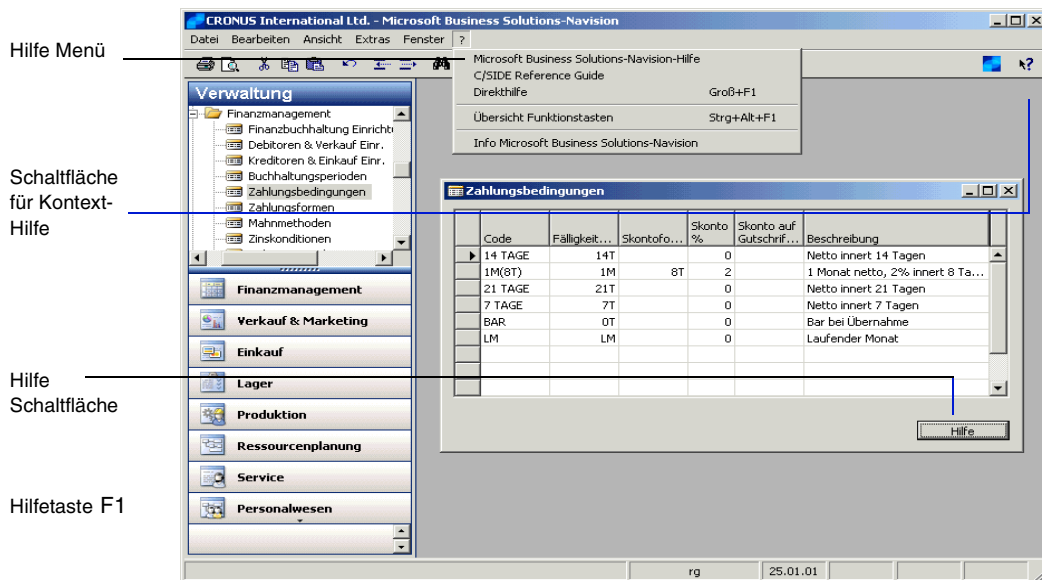 CRONUS International Ltd. - Microsoft Business Solutions-Navision
Datei Bearbeiten Ansicht Extras Fenster ?
Hilfe Menü
Microsoft Business Solutions-Navision-Hilfe
C/SIDE Reference Guide
Direkthilfe Groß+F1
Übersicht Funktionstasten Strg+Alt+F1
Info Microsoft Business Solutions-Navision
Verwaltung
Finanzmanagement
Finanzbuchhaltung Einricht
Debitoren & Verkauf Einr.
Kreditoren & Einkauf Einr.
Buchhaltungsperioden
Zahlungsbedingungen
Zahlungsformen
Mahnmethoden
Zinskonditionen
Schaltfläche
für Kontext-
Hilfe
Zahlungsbedingungen
Code Fälligkeit... Skontofo... Skonto % Skonto auf Gutschrif... Beschreibung
14 TAGE 14T 0 Netto innert 14 Tagen
1M(8T) 1M 8T 2 1 Monat netto, 2% innert 8 Ta...
21 TAGE 21T 0 Netto innert 21 Tagen
7 TAGE 7T 0 Netto innert 7 Tagen
BAR 0T 0 Bar bei Übernahme
LM LM 0 Laufender Monat
Hilfe
Finanzmanagement
Verkauf & Marketing
Einkauf
Lager
Produktion
Ressourcenplanung
Service
Personalwesen
Hilfe
Schaltfläche
Hilfetaste F1
rg 25.01.01